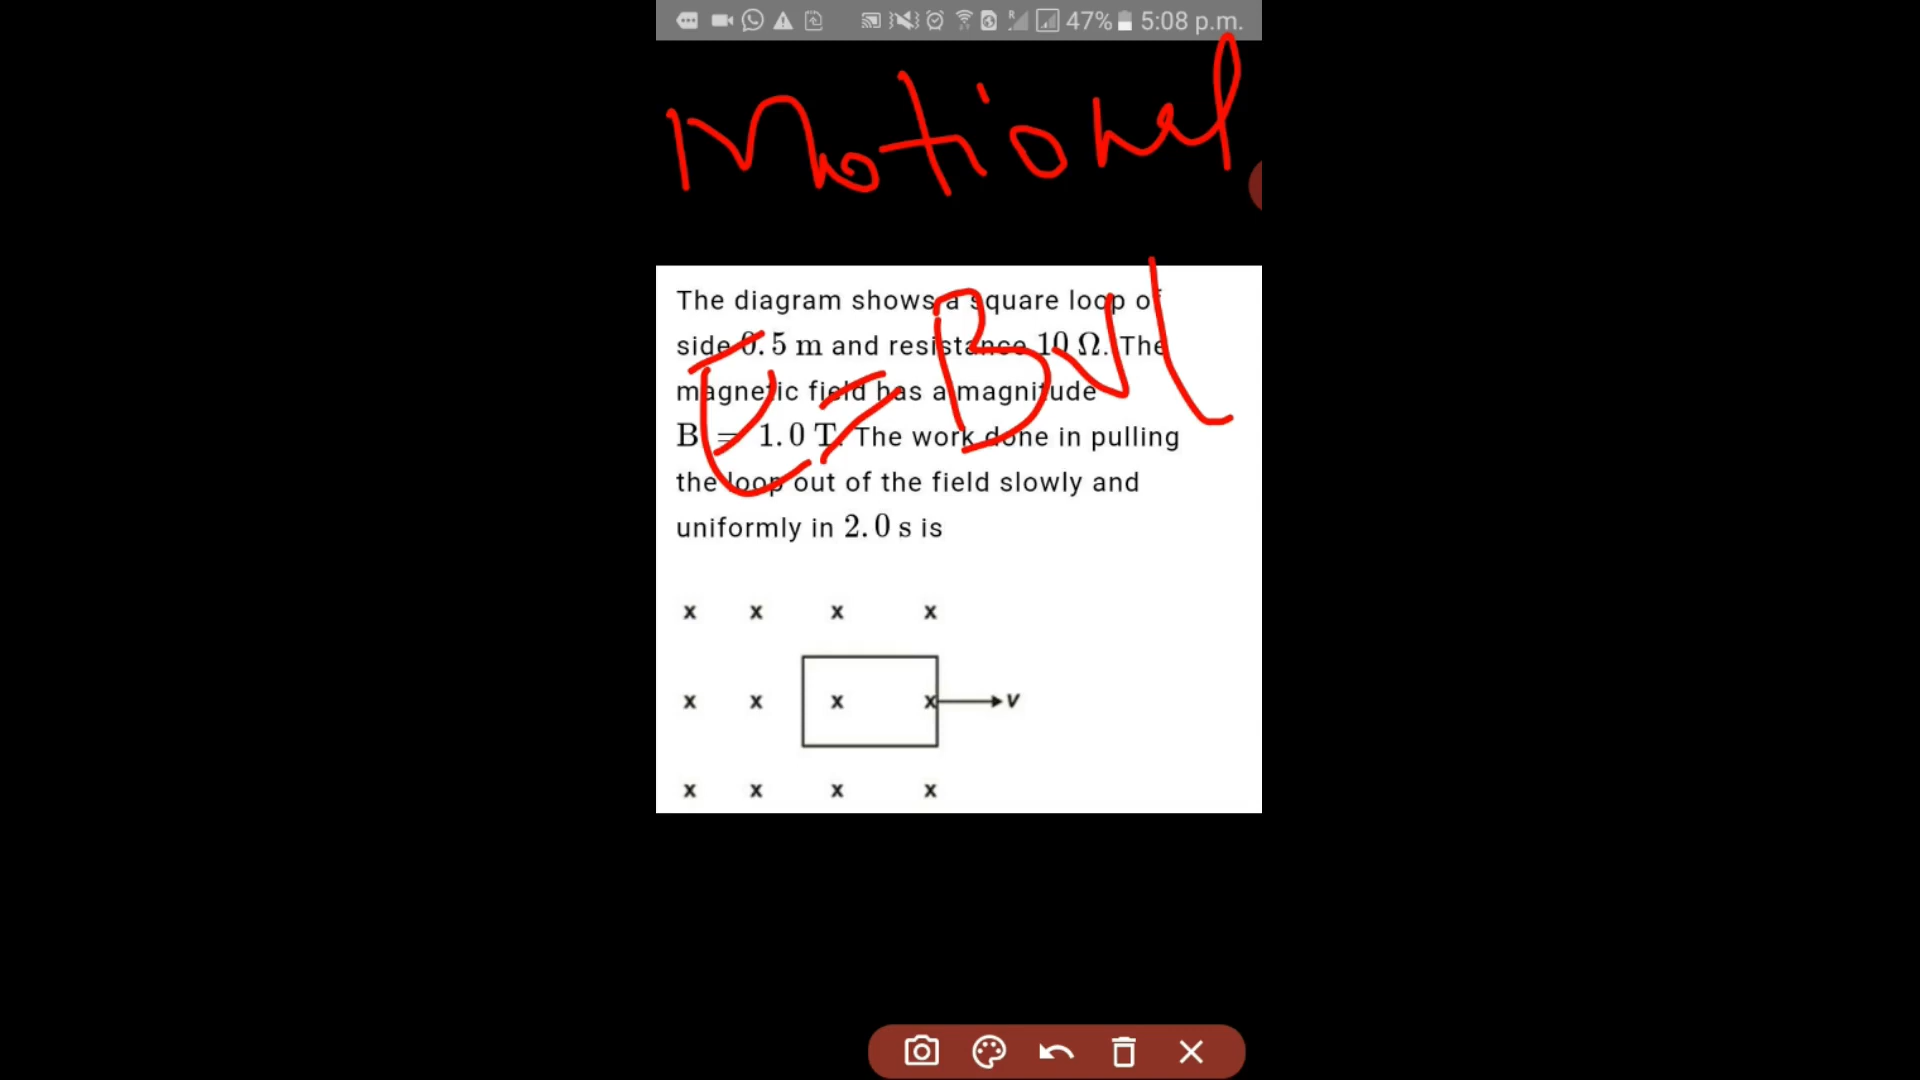 47% 5:08 p.m.
Motional
The diagram shows a square loop of
side 0.5 m and resistance 10 Ω. The
magnetic field has a magnitude
B = 1.0 T. The work done in pulling
the loop out of the field slowly and
uniformly in 2.0 s is
E = Bvl
x x x x
x x x x v
x x x x